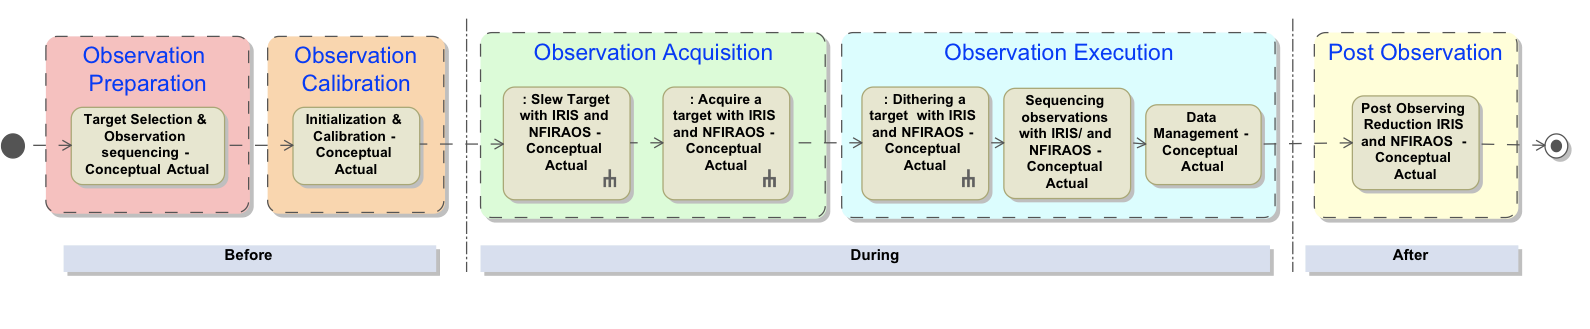 Observation
Preparation
Target Selection &
Observation
sequencing -
Conceptual Actual
Observation
Calibration
Initialization &
Calibration -
Conceptual
Actual
Observation Acquisition
: Slew Target
with IRIS and
NFIRAOS -
Conceptual
Actual
: Acquire a
target with IRIS
and NFIRAOS -
Conceptual
Actual
Observation Execution
: Dithering a
target with IRIS
and NFIRAOS -
Conceptual
Actual
Sequencing
observations
with IRIS/ and
NFIRAOS -
Conceptual
Actual
Data
Management -
Conceptual
Actual
Post Observation
Post Observing
Reduction IRIS
and NFIRAOS -
Conceptual
Actual
Before
During
After